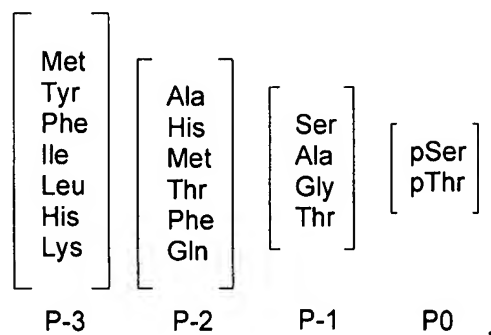 Met
Tyr
Phe
Ile
Leu
His
Lys
P-3
Ala
His
Met
Thr
Phe
Gln
P-2
Ser
Ala
Gly
Thr
P-1
pSer
pThr
P0
.